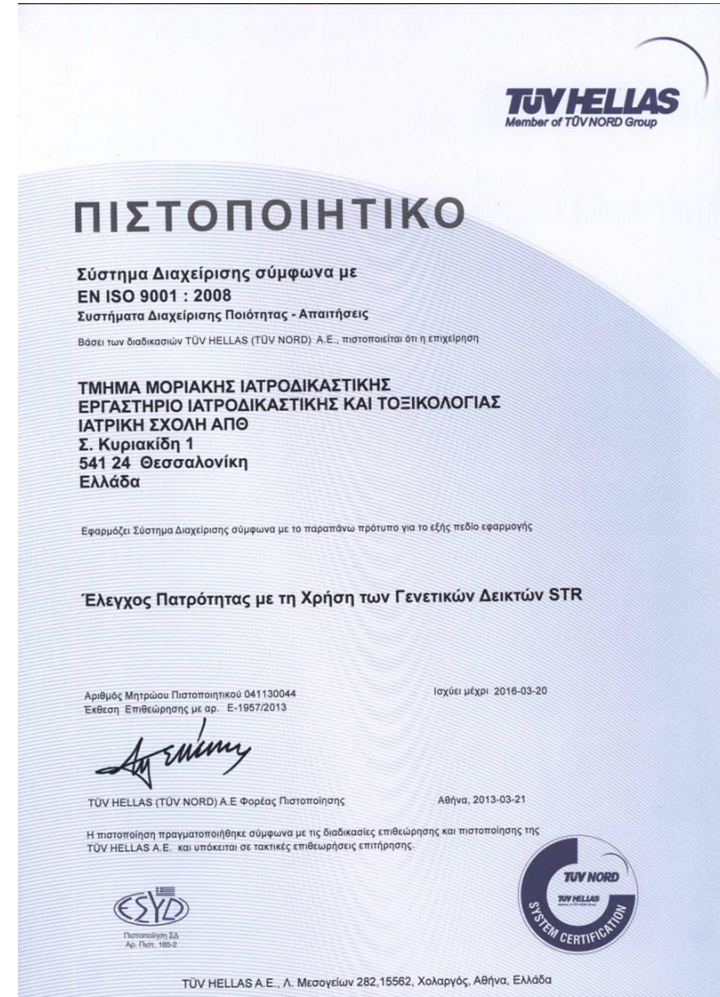 TÜV HELLAS
Member of TÜV NORD Group
ΠΙΣΤΟΠΟΙΗΤΙΚΟ
Σύστημα Διαχείρισης σύμφωνα με
EN ISO 9001 : 2008
Συστήματα Διαχείρισης Ποιότητας - Απαιτήσεις
Βάσει των διαδικασιών TÜV HELLAS (TÜV NORD) Α.Ε., πιστοποιείται ότι η επιχείρηση
ΤΜΗΜΑ ΜΟΡΙΑΚΗΣ ΙΑΤΡΟΔΙΚΑΣΤΙΚΗΣ
ΕΡΓΑΣΤΗΡΙΟ ΙΑΤΡΟΔΙΚΑΣΤΙΚΗΣ ΚΑΙ ΤΟΞΙΚΟΛΟΓΙΑΣ
ΙΑΤΡΙΚΗ ΣΧΟΛΗ ΑΠΘ
Σ. Κυριακίδη 1
541 24 Θεσσαλονίκη
Ελλάδα
Εφαρμόζει Σύστημα Διαχείρισης σύμφωνα με το παραπάνω πρότυπο για το εξής πεδίο εφαρμογής
Έλεγχος Πατρότητας με τη Χρήση των Γενετικών Δεικτών STR
Αριθμός Μητρώου Πιστοποιητικού 041130044
Έκθεση Επιθεώρησης με αρ. Ε-1957/2013
Ισχύει μέχρι 2016-03-20
TÜV HELLAS (TÜV NORD) Α.Ε Φορέας Πιστοποίησης
Αθήνα, 2013-03-21
Η πιστοποίηση πραγματοποιήθηκε σύμφωνα με τις διαδικασίες επιθεώρησης και πιστοποίησης της
TÜV HELLAS Α.Ε. και υπόκειται σε τακτικές επιθεωρήσεις επιτήρησης.
ΕΣΥD
Πιστοποίηση ΣΔ
Αρ. Πιστ. 185-2
TUV NORD
TUV HELLAS
SYSTEM CERTIFICATION
TÜV HELLAS Α.Ε., Λ. Μεσογείων 282,15562, Χολαργός, Αθήνα, Ελλάδα